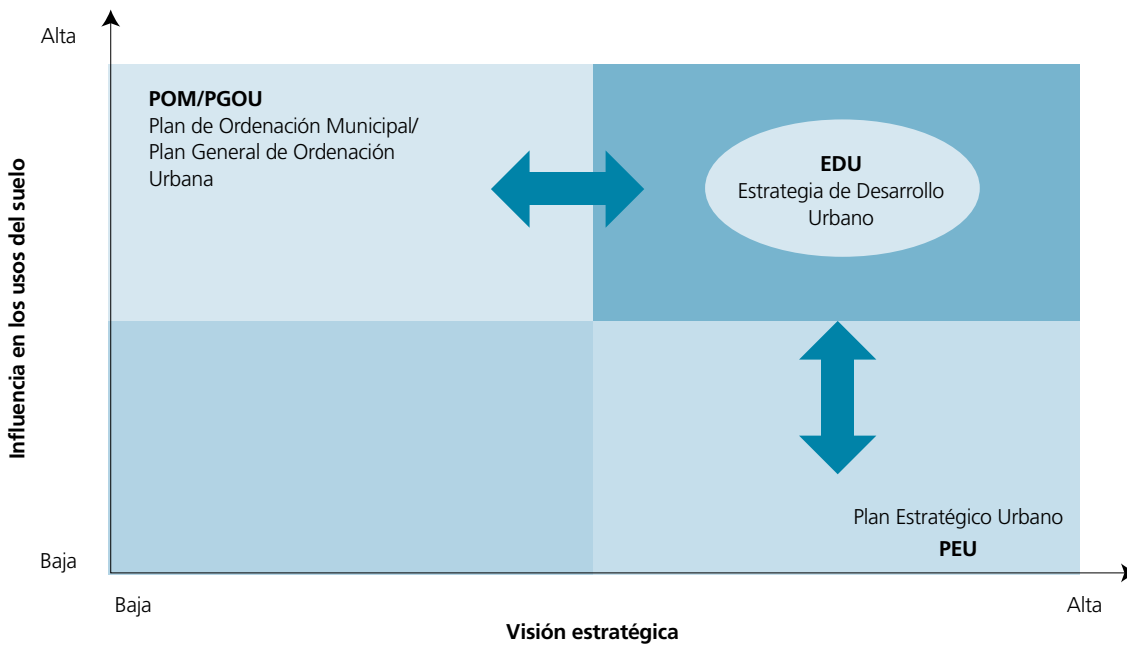 Alta
POM/PGOU
Plan de Ordenación Municipal/
Plan General de Ordenación
Urbana
EDU
Estrategia de Desarrollo
Urbano
Influencia en los usos del suelo
Plan Estratégico Urbano
PEU
Baja
Baja
Alta
Visión estratégica